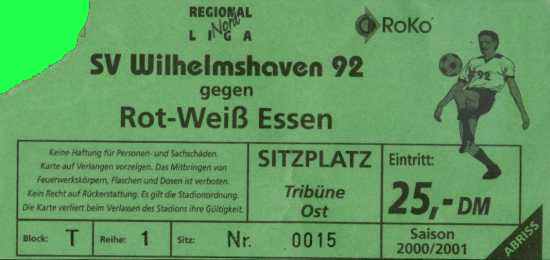 REGIONAL
Nord
LIGA
RoKo
SV Wilhelmshaven 92
gegen
Rot-Weiß Essen
92
Keine Haftung für Personen- und Sachschäden.
Karte auf Verlangen vorzeigen. Das Mitbringen von
Feuerwerkskörpern, Flaschen und Dosen ist verboten.
Kein Recht auf Rückerstattung. Es gilt die Stadionordnung.
Die Karte verliert beim Verlassen des Stadions ihre Gültigkeit.
SITZPLATZ
Tribüne
Ost
Eintritt:
25,- DM
Block: T Reihe: 1 Sitz: Nr. 0015
Saison
2000/2001
ABRISS